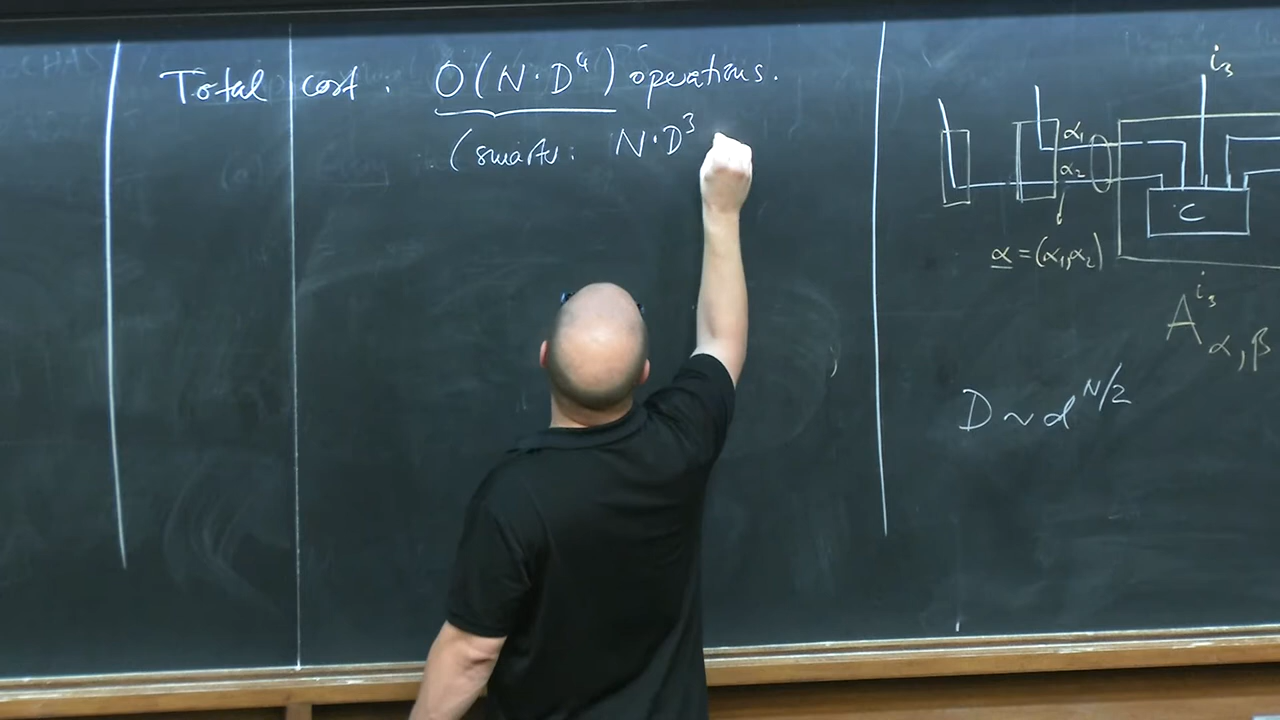 Total cost. O(N·D⁴) operations.
(smarter: N·D³
i₃
α₁
α₂
C
α = (α₁,α₂)
A^{i₃}_{α,β}
D ~ d^{N/2}